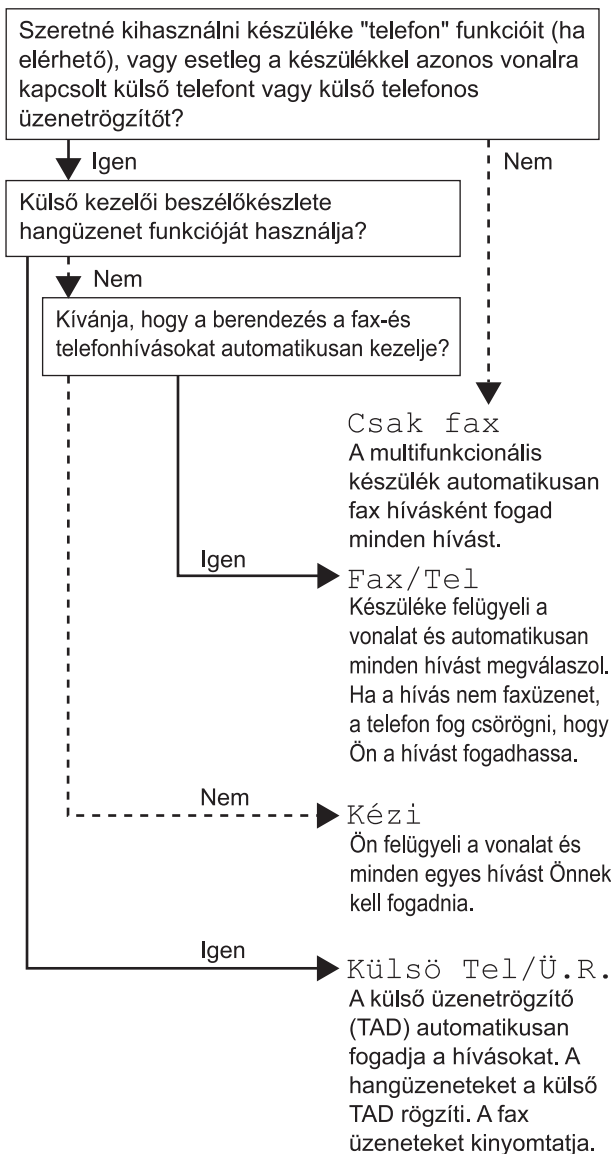 Szeretné kihasználni készüléke "telefon" funkcióit (ha
elérhető), vagy esetleg a készülékkel azonos vonalra
kapcsolt külső telefont vagy külső telefonos
üzenetrögzítőt?
Igen
Nem
Külső kezelői beszélőkészlete
hangüzenet funkcióját használja?
Nem
Kívánja, hogy a berendezés a fax-és
telefonhívásokat automatikusan kezelje?
Csak fax
A multifunkcionális
készülék automatikusan
fax hívásként fogad
minden hívást.
Igen
Fax/Tel
Készüléke felügyeli a
vonalat és automatikusan
minden hívást megválaszol.
Ha a hívás nem faxüzenet,
a telefon fog csörögni, hogy
Ön a hívást fogadhassa.
Nem
Kézi
Ön felügyeli a vonalat és
minden egyes hívást Önnek
kell fogadnia.
Igen
Külsö Tel/Ü.R.
A külső üzenetrögzítő
(TAD) automatikusan
fogadja a hívásokat. A
hangüzeneteket a külső
TAD rögzíti. A fax
üzeneteket kinyomtatja.